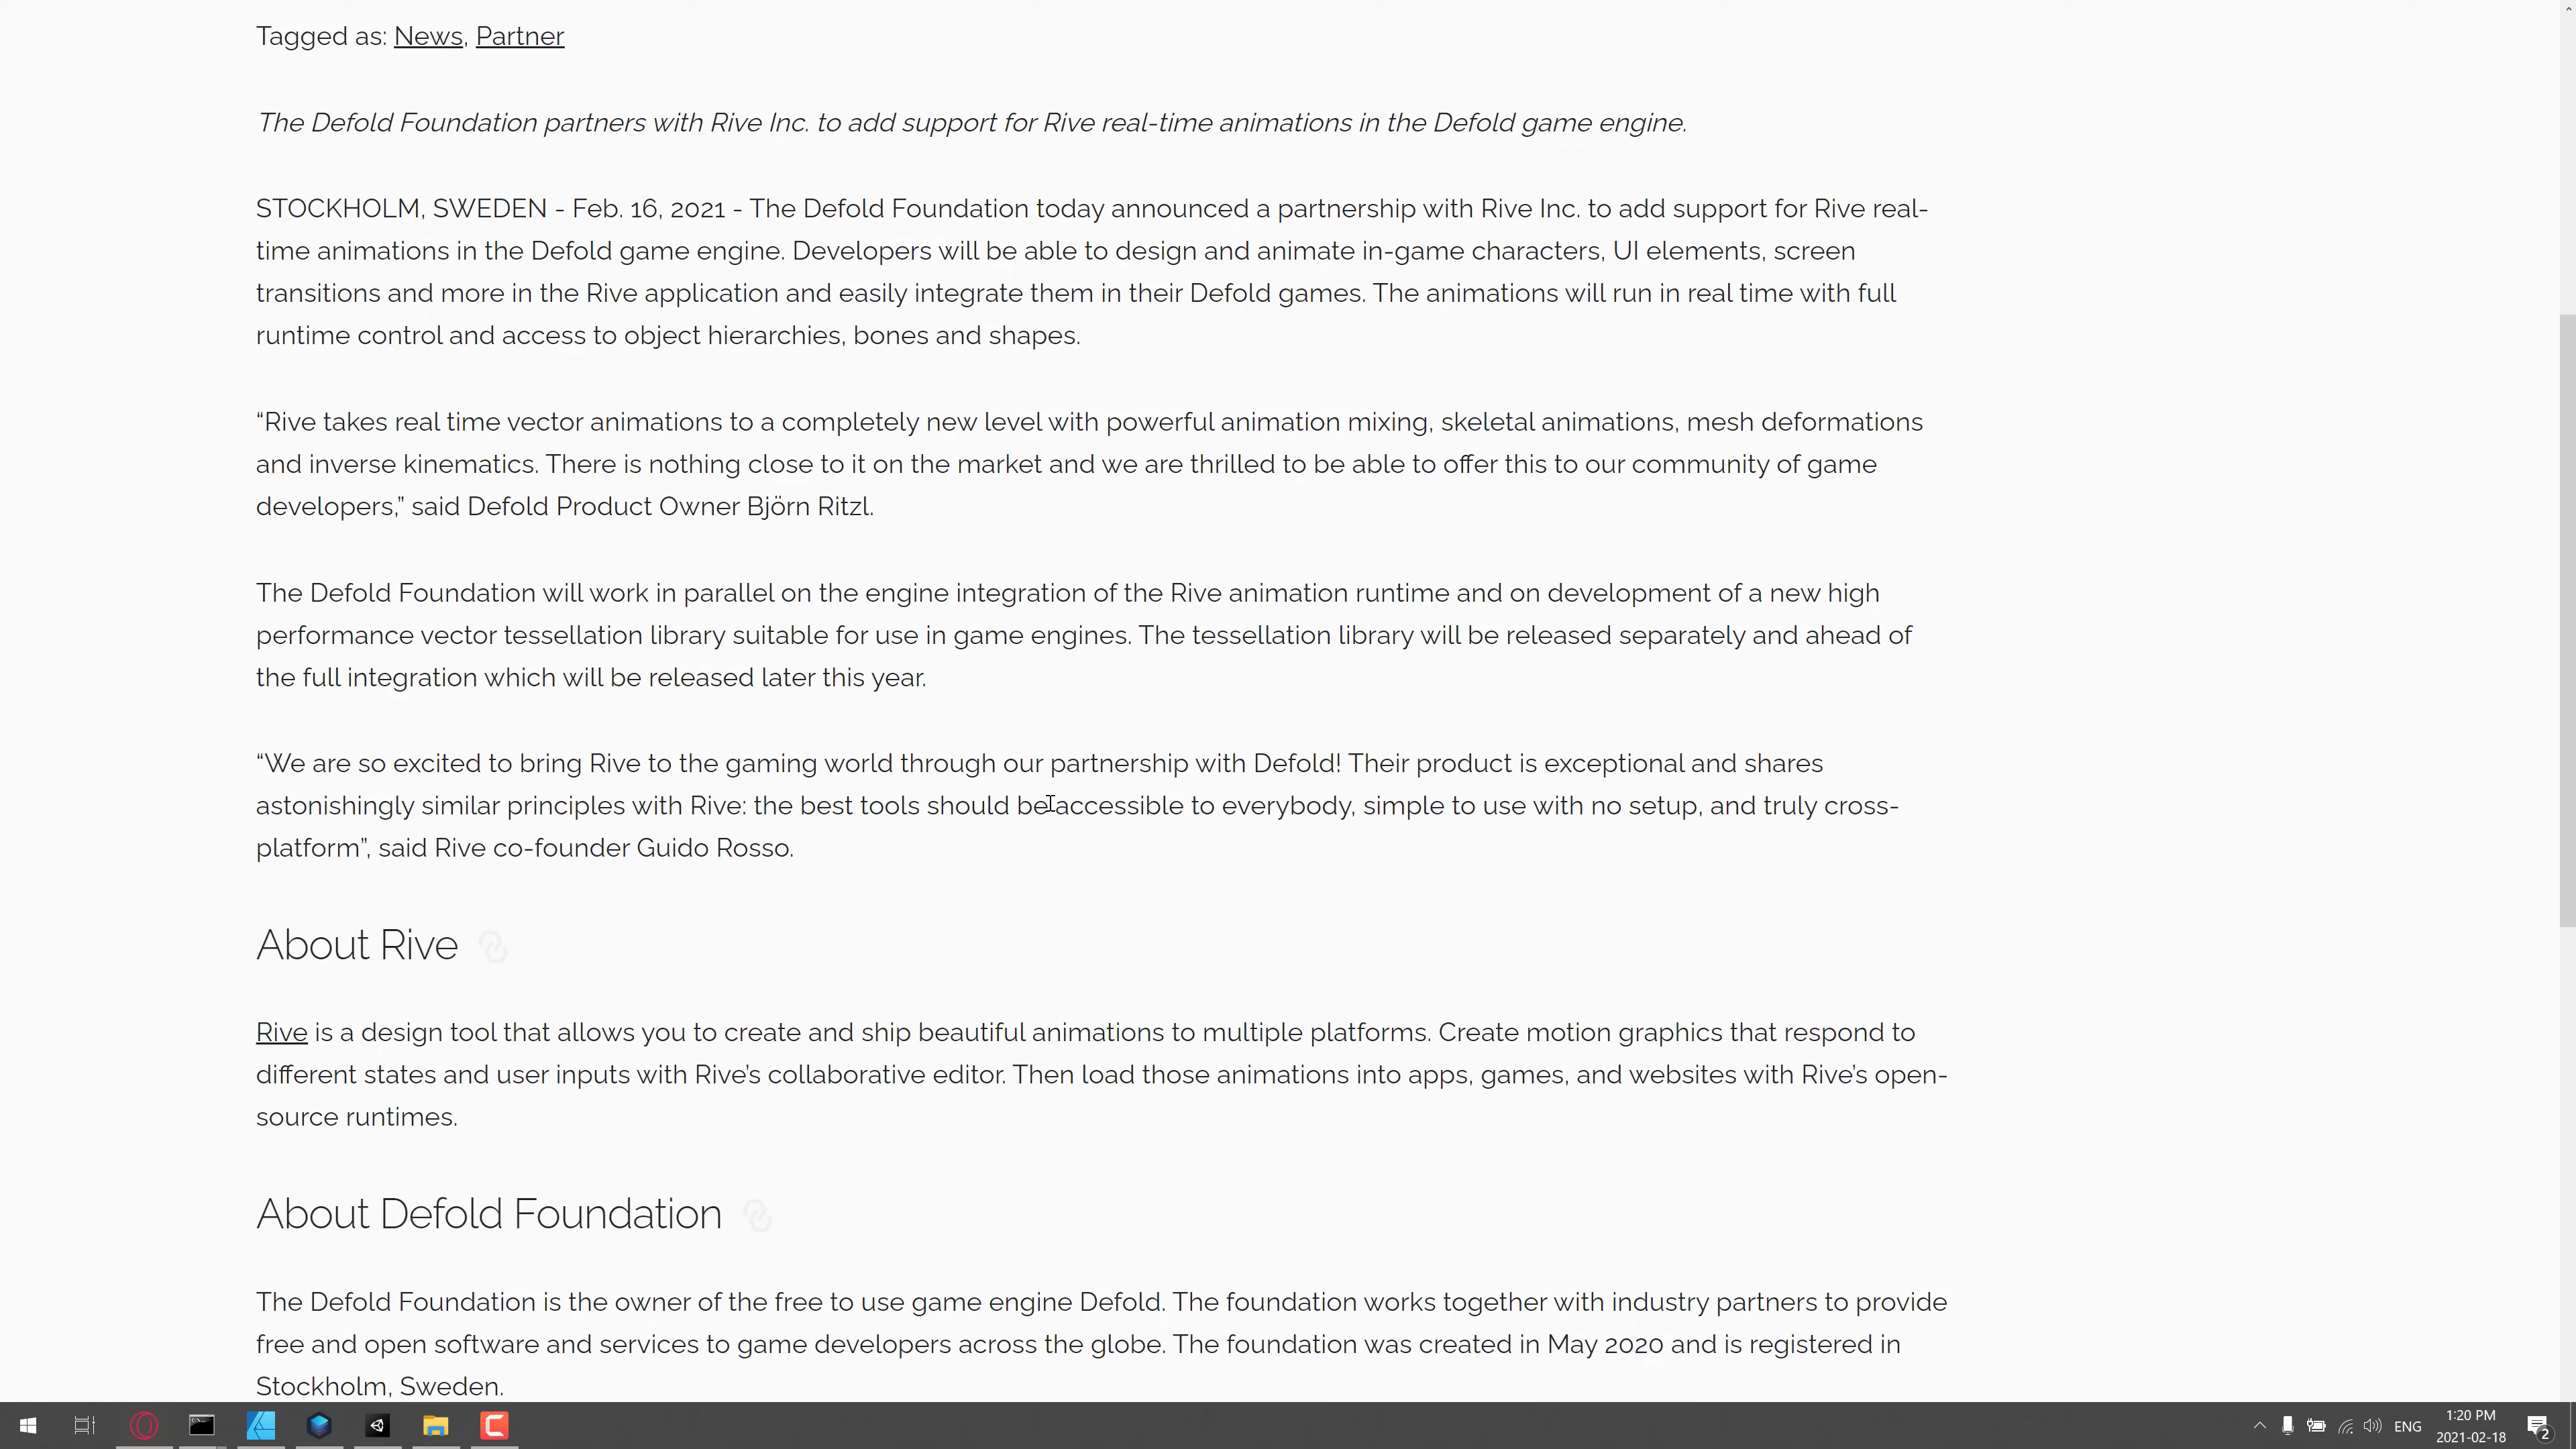 Tagged as: News, Partner
The Defold Foundation partners with Rive Inc. to add support for Rive real-time animations in the Defold game engine.
STOCKHOLM, SWEDEN - Feb. 16, 2021 - The Defold Foundation today announced a partnership with Rive Inc. to add support for Rive real-
time animations in the Defold game engine. Developers will be able to design and animate in-game characters, UI elements, screen
transitions and more in the Rive application and easily integrate them in their Defold games. The animations will run in real time with full
runtime control and access to object hierarchies, bones and shapes.
“Rive takes real time vector animations to a completely new level with powerful animation mixing, skeletal animations, mesh deformations
and inverse kinematics. There is nothing close to it on the market and we are thrilled to be able to offer this to our community of game
developers,” said Defold Product Owner Björn Ritzl.
The Defold Foundation will work in parallel on the engine integration of the Rive animation runtime and on development of a new high
performance vector tessellation library suitable for use in game engines. The tessellation library will be released separately and ahead of
the full integration which will be released later this year.
“We are so excited to bring Rive to the gaming world through our partnership with Defold! Their product is exceptional and shares
astonishingly similar principles with Rive: the best tools should be accessible to everybody, simple to use with no setup, and truly cross-
platform”, said Rive co-founder Guido Rosso.
About Rive
Rive is a design tool that allows you to create and ship beautiful animations to multiple platforms. Create motion graphics that respond to
different states and user inputs with Rive’s collaborative editor. Then load those animations into apps, games, and websites with Rive’s open-
source runtimes.
About Defold Foundation
The Defold Foundation is the owner of the free to use game engine Defold. The foundation works together with industry partners to provide
free and open software and services to game developers across the globe. The foundation was created in May 2020 and is registered in
Stockholm, Sweden.
ENG
1:20 PM
2021-02-18
2